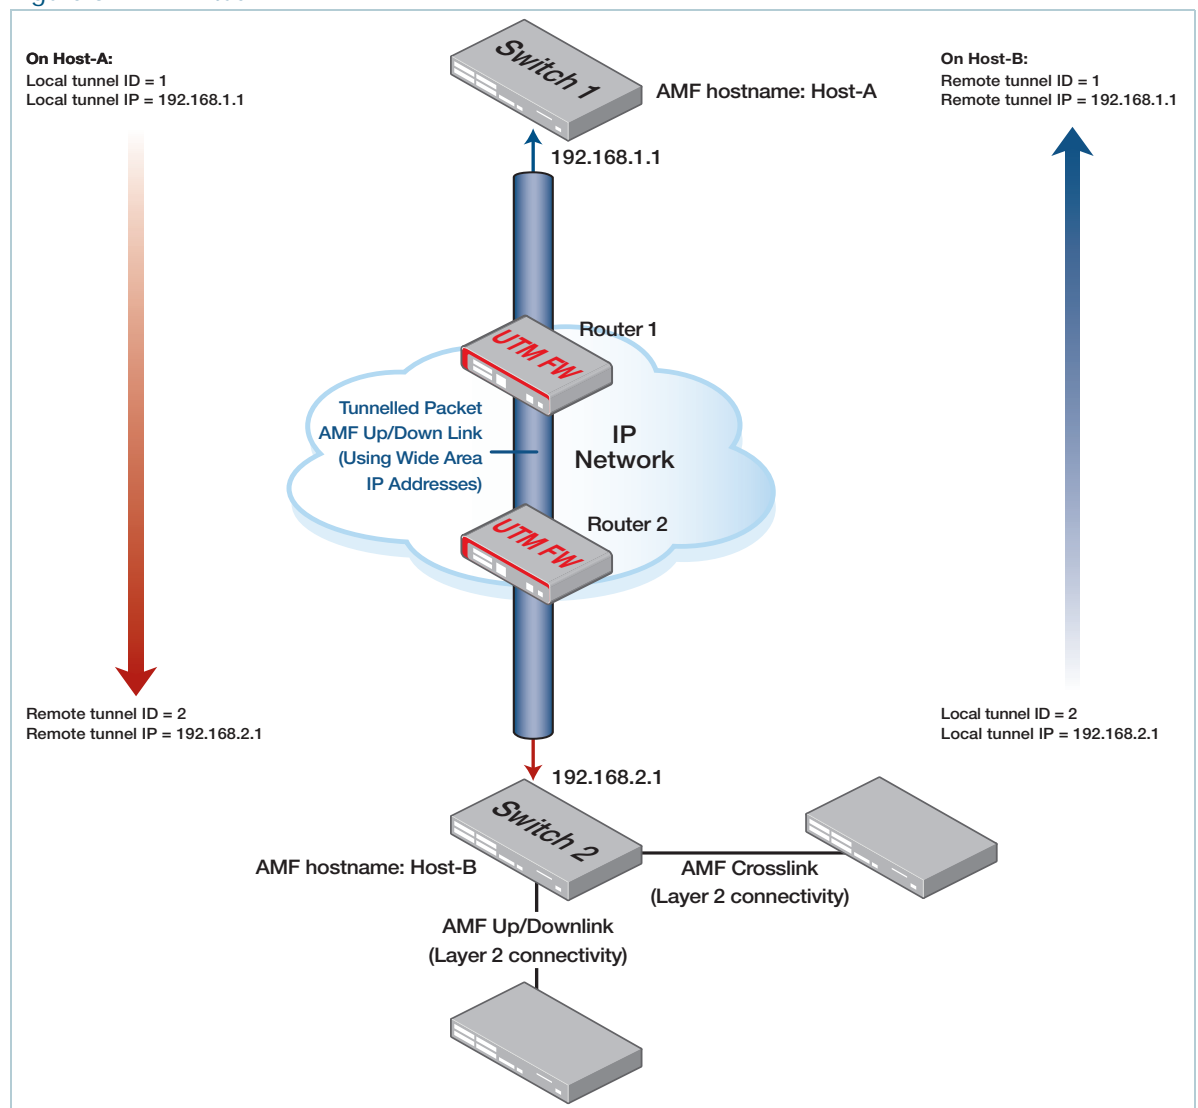 On Host-A:
Local tunnel ID = 1
Local tunnel IP = 192.168.1.1
Switch 1
AMF hostname: Host-A
192.168.1.1
On Host-B:
Remote tunnel ID = 1
Remote tunnel IP = 192.168.1.1
Router 1
UTM FW
Tunnelled Packet
AMF Up/Down Link
(Using Wide Area
IP Addresses)
IP
Network
Router 2
UTM FW
Remote tunnel ID = 2
Remote tunnel IP = 192.168.2.1
Local tunnel ID = 2
Local tunnel IP = 192.168.2.1
192.168.2.1
Switch 2
AMF hostname: Host-B
AMF Crosslink
(Layer 2 connectivity)
AMF Up/Downlink
(Layer 2 connectivity)